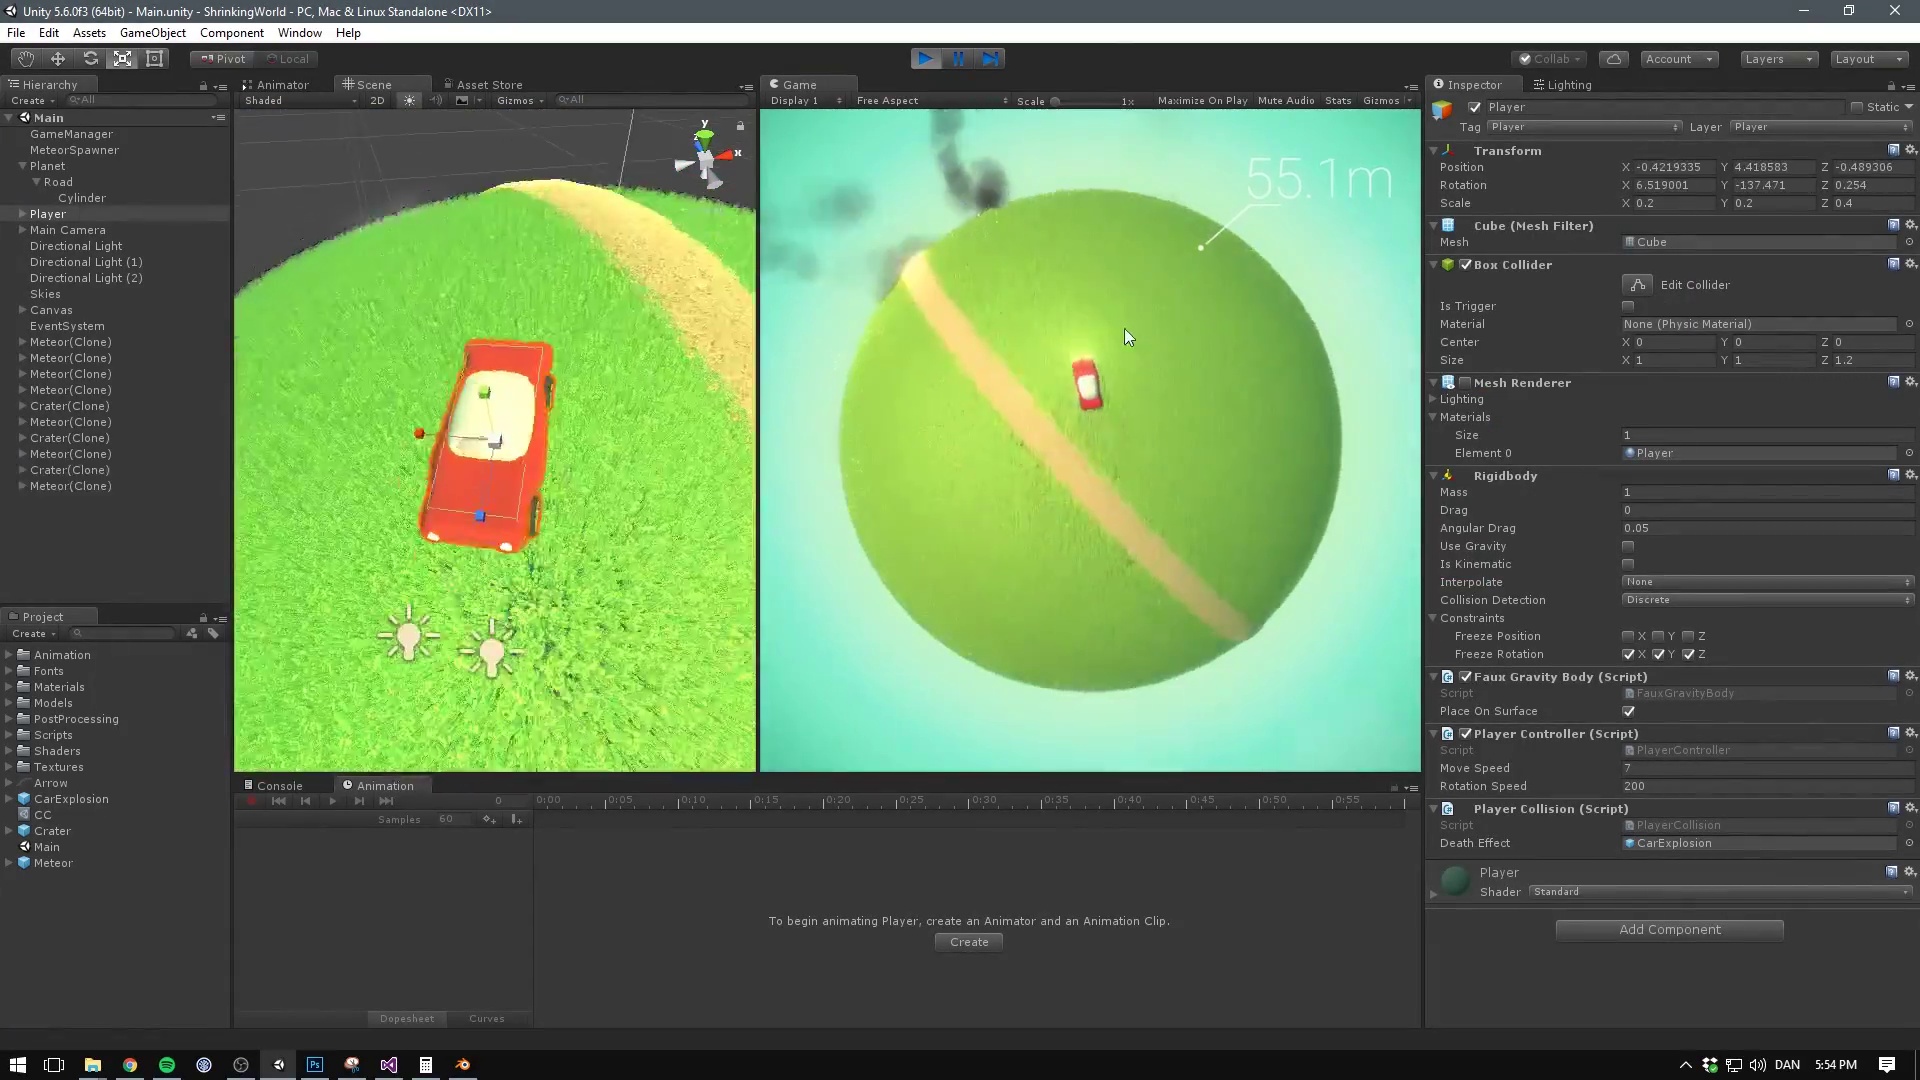 Unity 5.6.0f3 (64bit) - Main.unity - ShrinkingWorld - PC, Mac & Linux Standalone <DX11>
File Edit Assets GameObject Component Window Help
Pivot Local Collab Account Layers Layout
Hierarchy
Create All
Main
GameManager
MeteorSpawner
Planet
Road
Cylinder
Player
Main Camera
Directional Light
Directional Light (1)
Directional Light (2)
Skies
Canvas
EventSystem
Meteor(Clone)
Meteor(Clone)
Meteor(Clone)
Meteor(Clone)
Crater(Clone)
Meteor(Clone)
Crater(Clone)
Meteor(Clone)
Crater(Clone)
Meteor(Clone)
Project
Create
Animation
Fonts
Materials
Models
PostProcessing
Scripts
Shaders
Textures
Arrow
CarExplosion
CC
Crater
Main
Meteor
Animator Scene Asset Store
Shaded 2D Gizmos All
y
x
z
Game
Display 1 Free Aspect Scale 1x Maximize On Play Mute Audio Stats Gizmos
55.1m
Console Animation
0 0:00 0:05 0:10 0:15 0:20 0:25 0:30 0:35 0:40 0:45 0:50 0:55
Samples 60
To begin animating Player, create an Animator and an Animation Clip.
Create
Dopesheet Curves
Inspector Lighting
Player Static
Tag Player Layer Player
Transform
Position X -0.4219335 Y 4.418583 Z -0.489306
Rotation X 6.519001 Y -137.471 Z 0.254
Scale X 0.2 Y 0.2 Z 0.4
Cube (Mesh Filter)
Mesh Cube
Box Collider
Edit Collider
Is Trigger
Material None (Physic Material)
Center X 0 Y 0 Z 0
Size X 1 Y 1 Z 1.2
Mesh Renderer
Lighting
Materials
Size 1
Element 0 Player
Rigidbody
Mass 1
Drag 0
Angular Drag 0.05
Use Gravity
Is Kinematic
Interpolate None
Collision Detection Discrete
Constraints
Freeze Position X Y Z
Freeze Rotation X Y Z
Faux Gravity Body (Script)
Script FauxGravityBody
Place On Surface
Player Controller (Script)
Script PlayerController
Move Speed 7
Rotation Speed 200
Player Collision (Script)
Script PlayerCollision
Death Effect CarExplosion
Player
Shader Standard
Add Component
Ps
DAN 5:54 PM